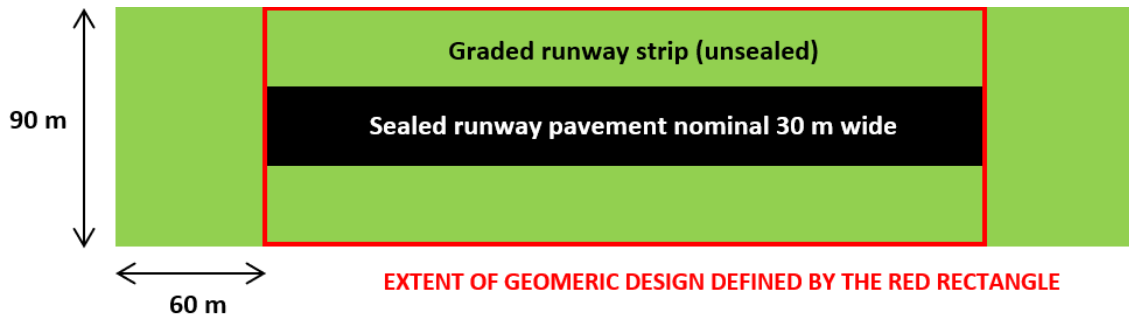 Graded runway strip (unsealed)
90 m
Sealed runway pavement nominal 30 m wide
EXTENT OF GEOMERIC DESIGN DEFINED BY THE RED RECTANGLE
60 m